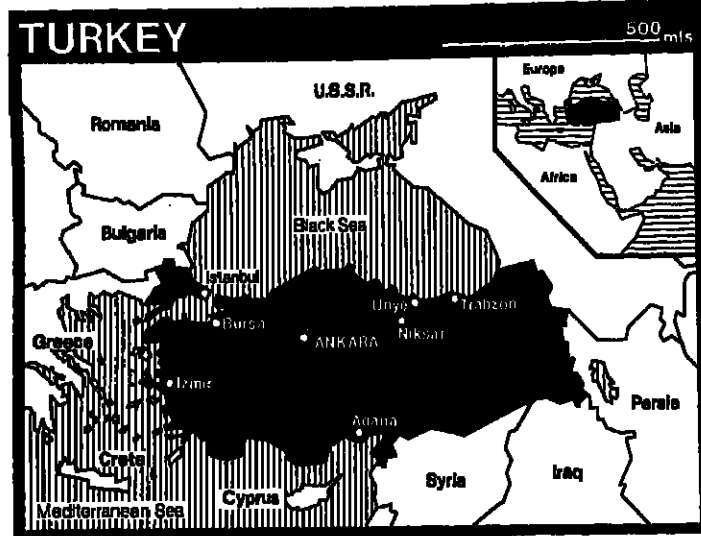 TURKEY
500 mls
Europe
U.S.S.R.
Romania
Asia
Africa
Bulgaria
Black Sea
Istanbul
Unye
Trabzon
Bursa
Niksar
Greece
ANKARA
Izmir
Persia
Adana
Crete
Syria
Iraq
Cyprus
Mediterranean Sea